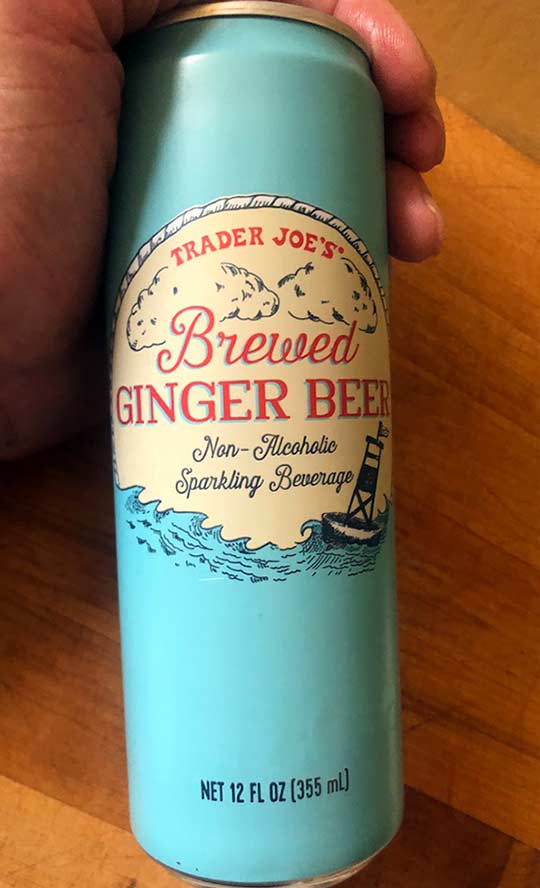 TRADER JOE'S
Brewed
GINGER BEER
Non-Alcoholic
Sparkling Beverage
NET 12 FL OZ (355 mL)